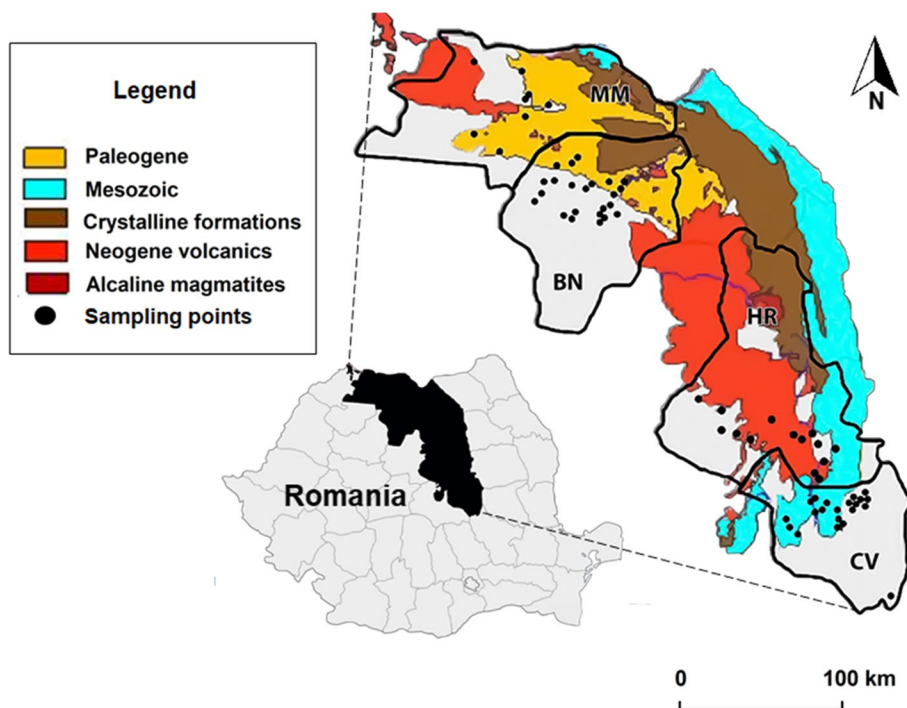 Legend
Paleogene
Mesozoic
Crystalline formations
Neogene volcanics
Alcaline magmatites
Sampling points
MM
N
BN
HR
Romania
CV
0 100 km